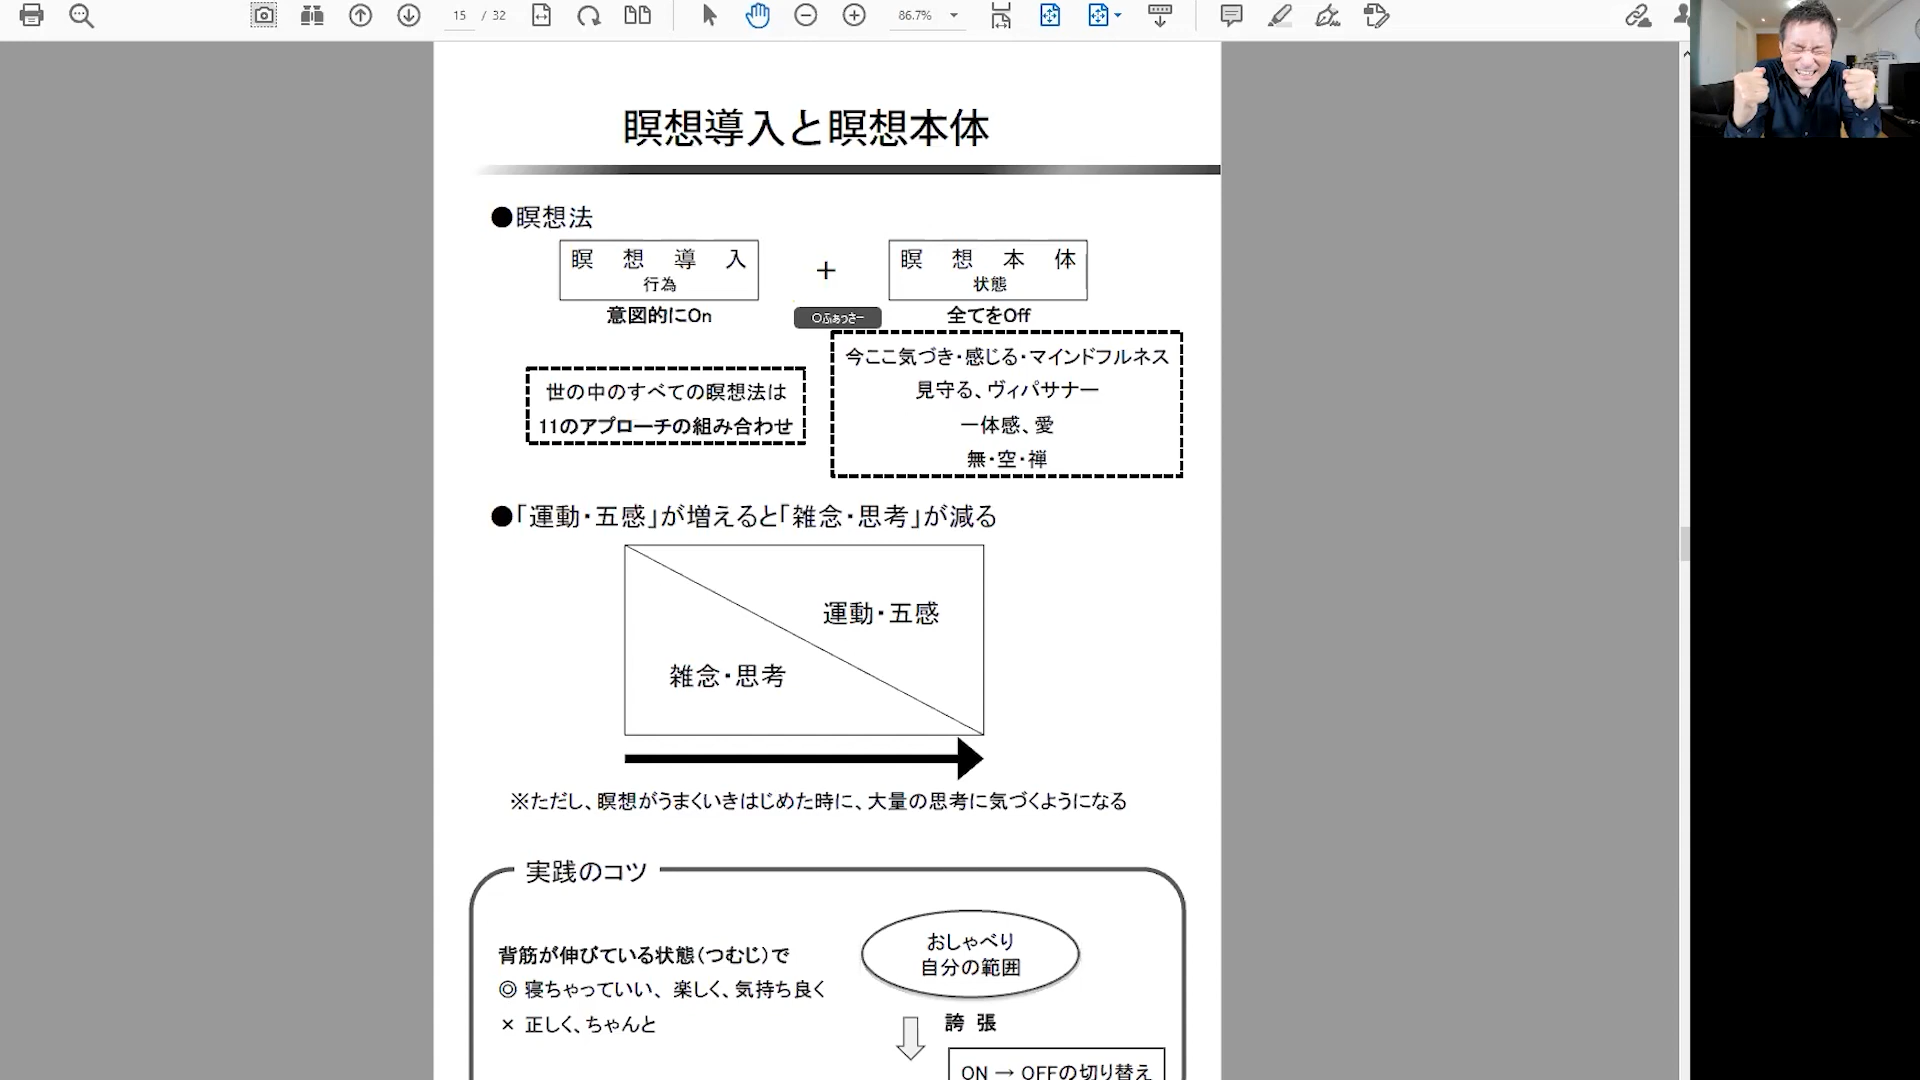 15 / 32
86.7%
瞑想導入と瞑想本体
●瞑想法
瞑想導入
行為
意図的にOn
+
瞑想本体
状態
全てをOff
○ふぁっさー
世の中のすべての瞑想法は
11のアプローチの組み合わせ
今ここ気づき・感じる・マインドフルネス
見守る、ヴィパサナー
一体感、愛
無・空・禅
●「運動・五感」が増えると「雑念・思考」が減る
運動・五感
雑念・思考
※ただし、瞑想がうまくいきはじめた時に、大量の思考に気づくようになる
実践のコツ
背筋が伸びている状態(つむじ)で
◎ 寝ちゃっていい、楽しく、気持ち良く
× 正しく、ちゃんと
おしゃべり
自分の範囲
誇 張
ON → OFFの切り替え